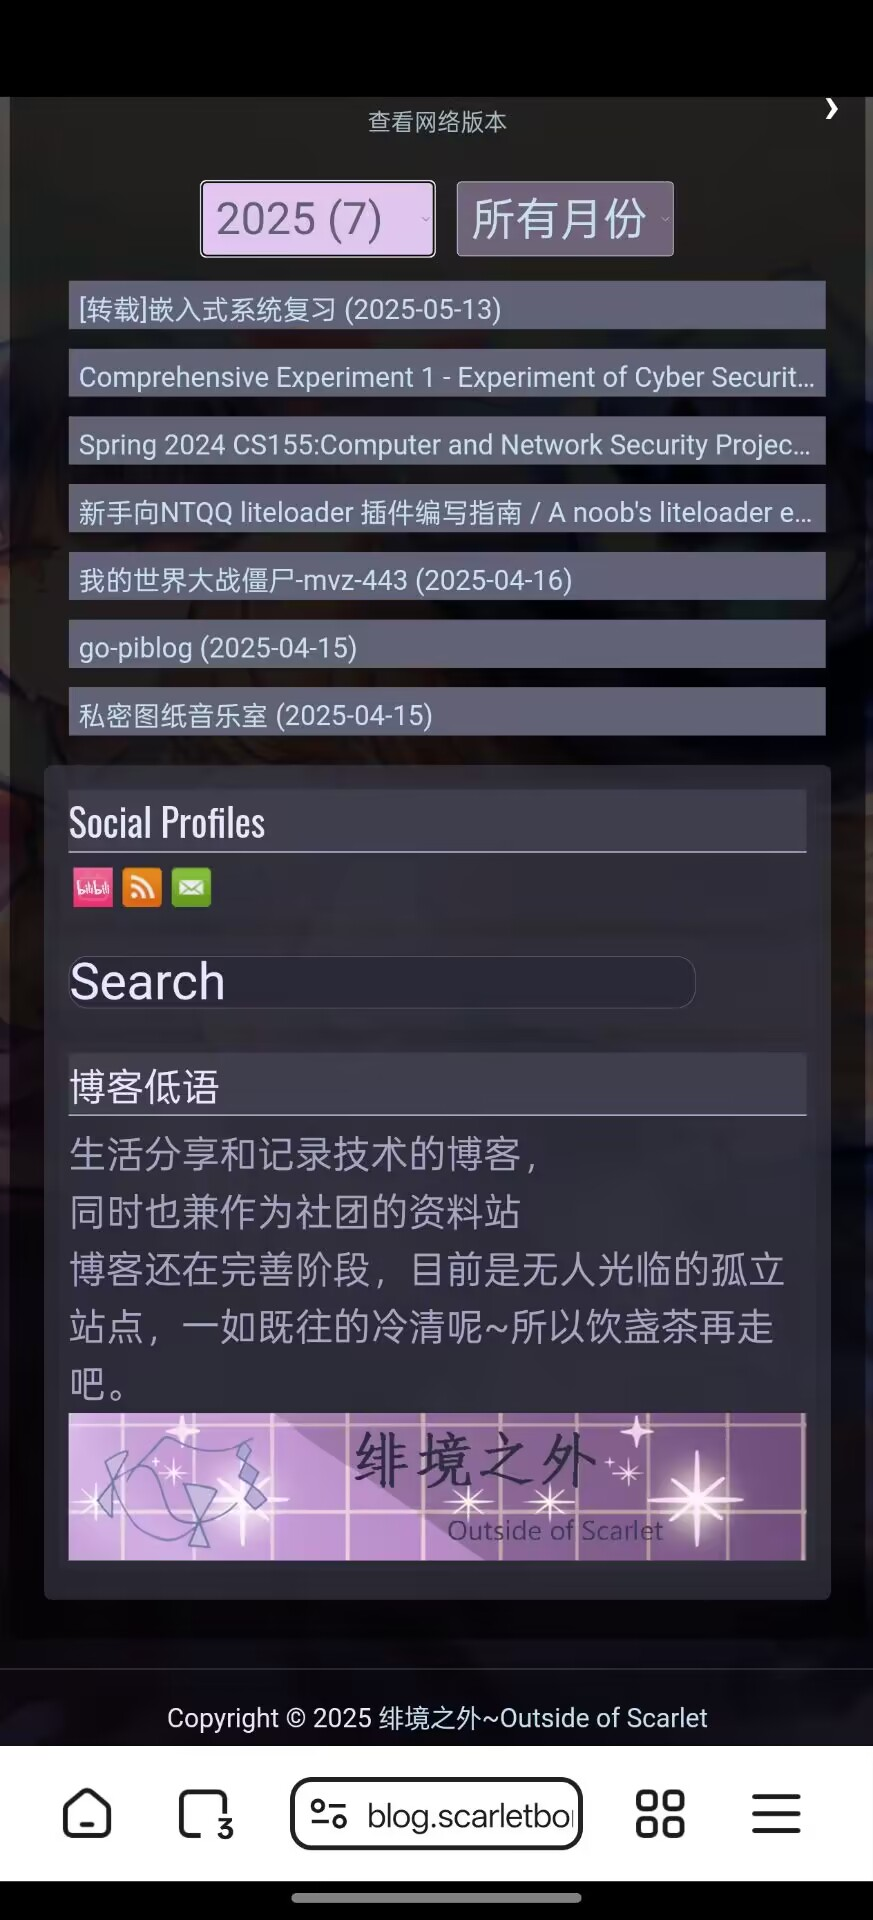 查看网络版本
❯
2025 (7)
所有月份
[转载]嵌入式系统复习 (2025-05-13)
Comprehensive Experiment 1 - Experiment of Cyber Securit...
Spring 2024 CS155:Computer and Network Security Projec...
新手向NTQQ liteloader 插件编写指南 / A noob's liteloader e...
我的世界大战僵尸-mvz-443 (2025-04-16)
go-piblog (2025-04-15)
私密图纸音乐室 (2025-04-15)
Social Profiles
bilibili
Search
博客低语
生活分享和记录技术的博客，
同时也兼作为社团的资料站
博客还在完善阶段，目前是无人光临的孤立
站点，一如既往的冷清呢~所以饮盏茶再走
吧。
绯境之外
Outside of Scarlet
Copyright © 2025 绯境之外~Outside of Scarlet
3
blog.scarletbo